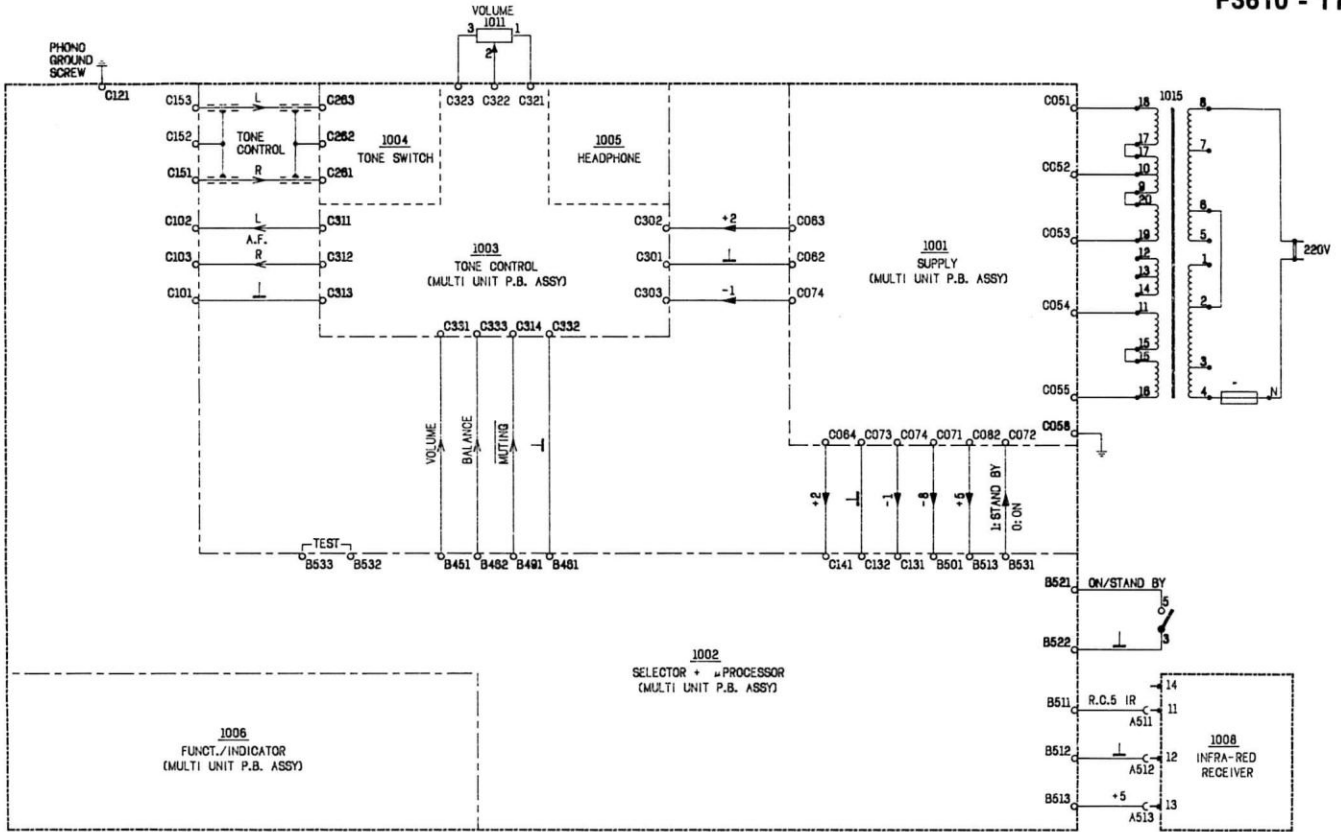 FS610 - 11
VOLUME
1011
3
1
2
PHONO
GROUND
SCREW
C121
C323
C322
C321
C153
L
C263
C152
TONE
CONTROL
C262
C151
R
C261
1004
TONE SWITCH
1005
HEADPHONE
C102
L
C311
A.F.
C103
R
C312
C101
C313
1003
TONE CONTROL
(MULTI UNIT P.B. ASSY)
C302
+2
C063
C301
C062
C303
-1
C074
1001
SUPPLY
(MULTI UNIT P.B. ASSY)
C051
C052
C053
C054
C055
C058
18
17
17
10
9
20
19
12
13
14
11
15
15
16
1015
8
7
6
5
1
2
3
4
N
220V
C331
C333
C314
C332
VOLUME
BALANCE
MUTING
C064
C073
C074
C071
C082
C072
+2
-1
-8
+5
1: STAND BY
0: ON
TEST
B533
B532
B451
B462
B491
B461
C141
C132
C131
B501
B513
B531
B521
ON/STAND BY
5
3
B522
1002
SELECTOR + µPROCESSOR
(MULTI UNIT P.B. ASSY)
14
B511
R.C.5 IR
11
A511
B512
12
A512
B513
+5
13
A513
1008
INFRA-RED
RECEIVER
1006
FUNCT./INDICATOR
(MULTI UNIT P.B. ASSY)